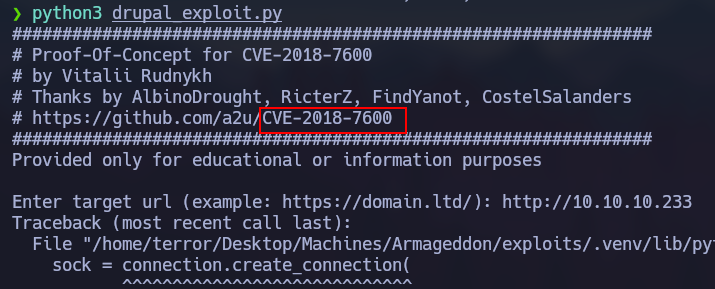 ❯ python3 drupal_exploit.py
################################################################
# Proof-Of-Concept for CVE-2018-7600
# by Vitalii Rudnykh
# Thanks by AlbinoDrought, RicterZ, FindYanot, CostelSalanders
# https://github.com/a2u/CVE-2018-7600
################################################################
Provided only for educational or information purposes
Enter target url (example: https://domain.ltd/): http://10.10.10.233
Traceback (most recent call last):
File "/home/terror/Desktop/Machines/Armageddon/exploits/.venv/lib/pyt
sock = connection.create_connection(
^^^^^^^^^^^^^^^^^^^^^^^^^^^^^